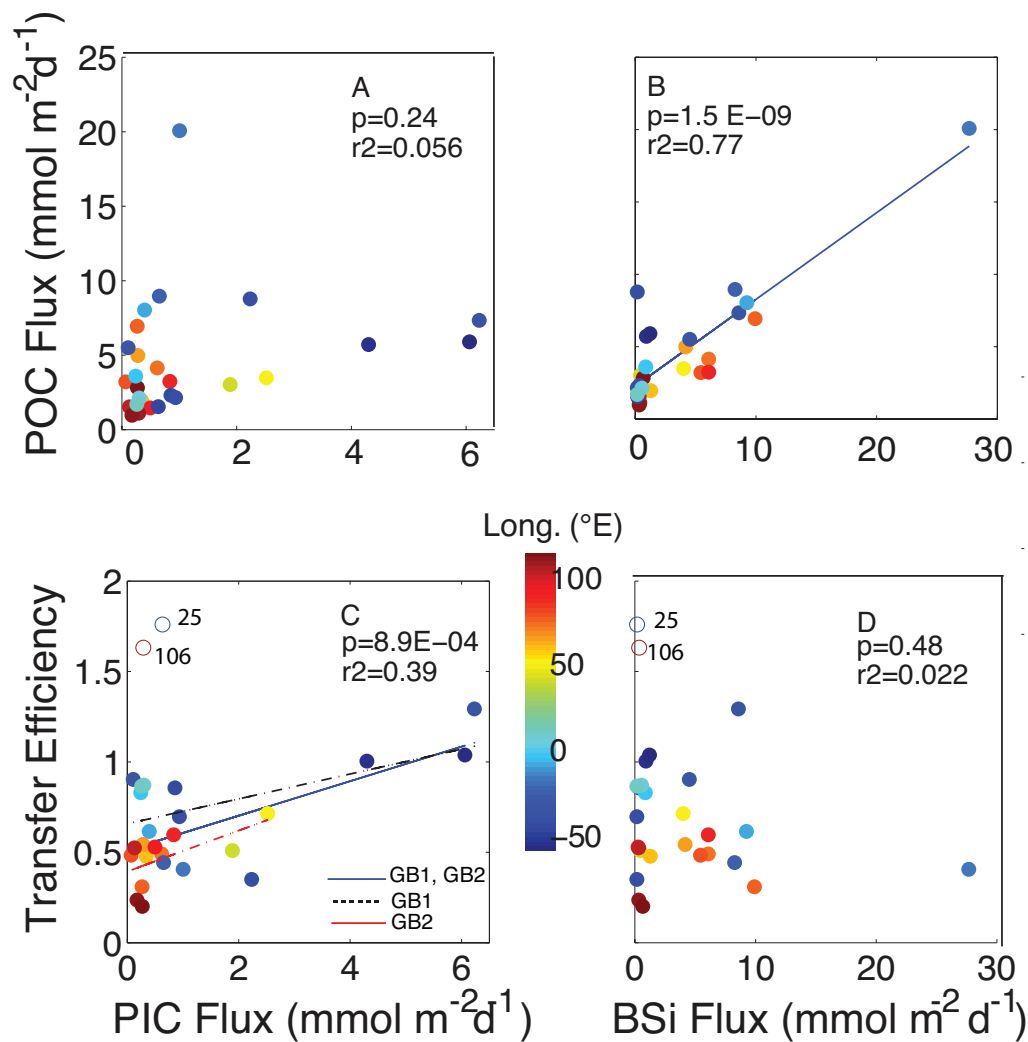 POC Flux (mmol m-2d-1)
25
20
15
10
5
0
A
p=0.24
r2=0.056
0
2
4
6
B
p=1.5 E-09
r2=0.77
0
10
20
30
Long. (°E)
100
50
0
-50
Transfer Efficiency
2
1.5
1
0.5
0
25
106
C
p=8.9E-04
r2=0.39
GB1, GB2
GB1
GB2
0
2
4
6
PIC Flux (mmol m-2d-1)
25
106
D
p=0.48
r2=0.022
0
10
20
30
BSi Flux (mmol m-2 d-1)